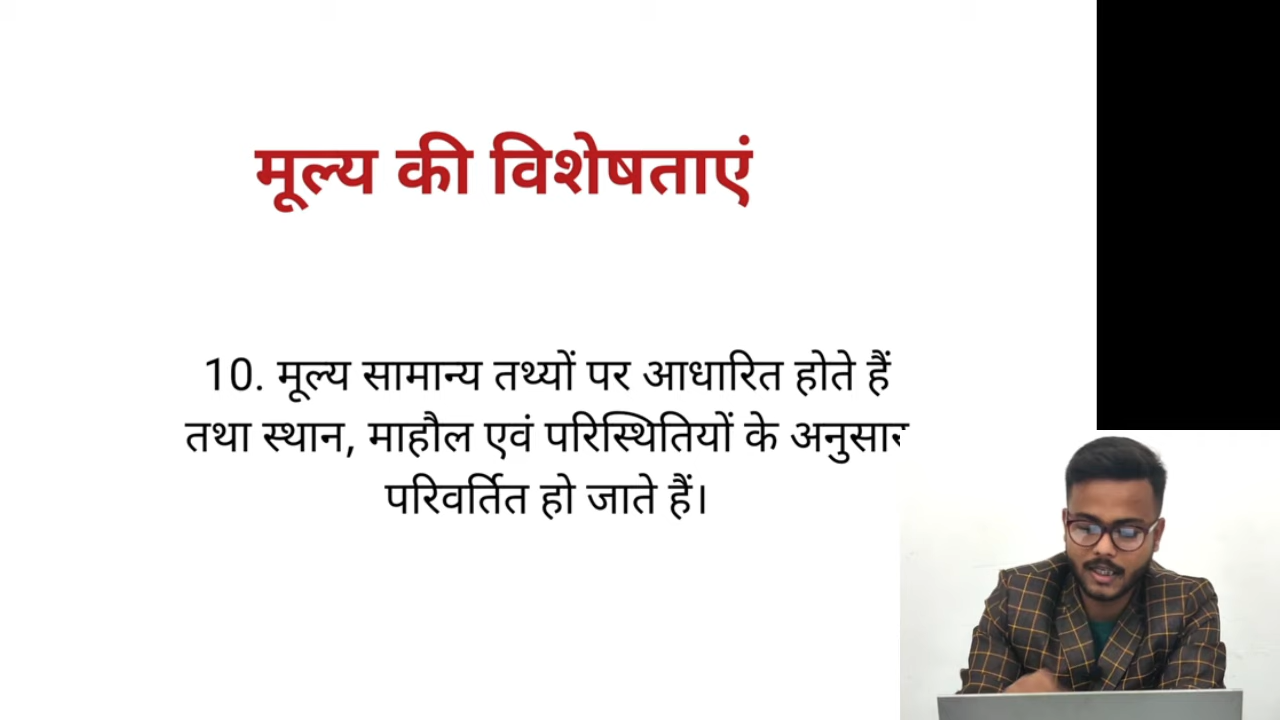 मूल्य की विशेषताएं
10. मूल्य सामान्य तथ्यों पर आधारित होते हैं
तथा स्थान, माहौल एवं परिस्थितियों के अनुसार
परिवर्तित हो जाते हैं।